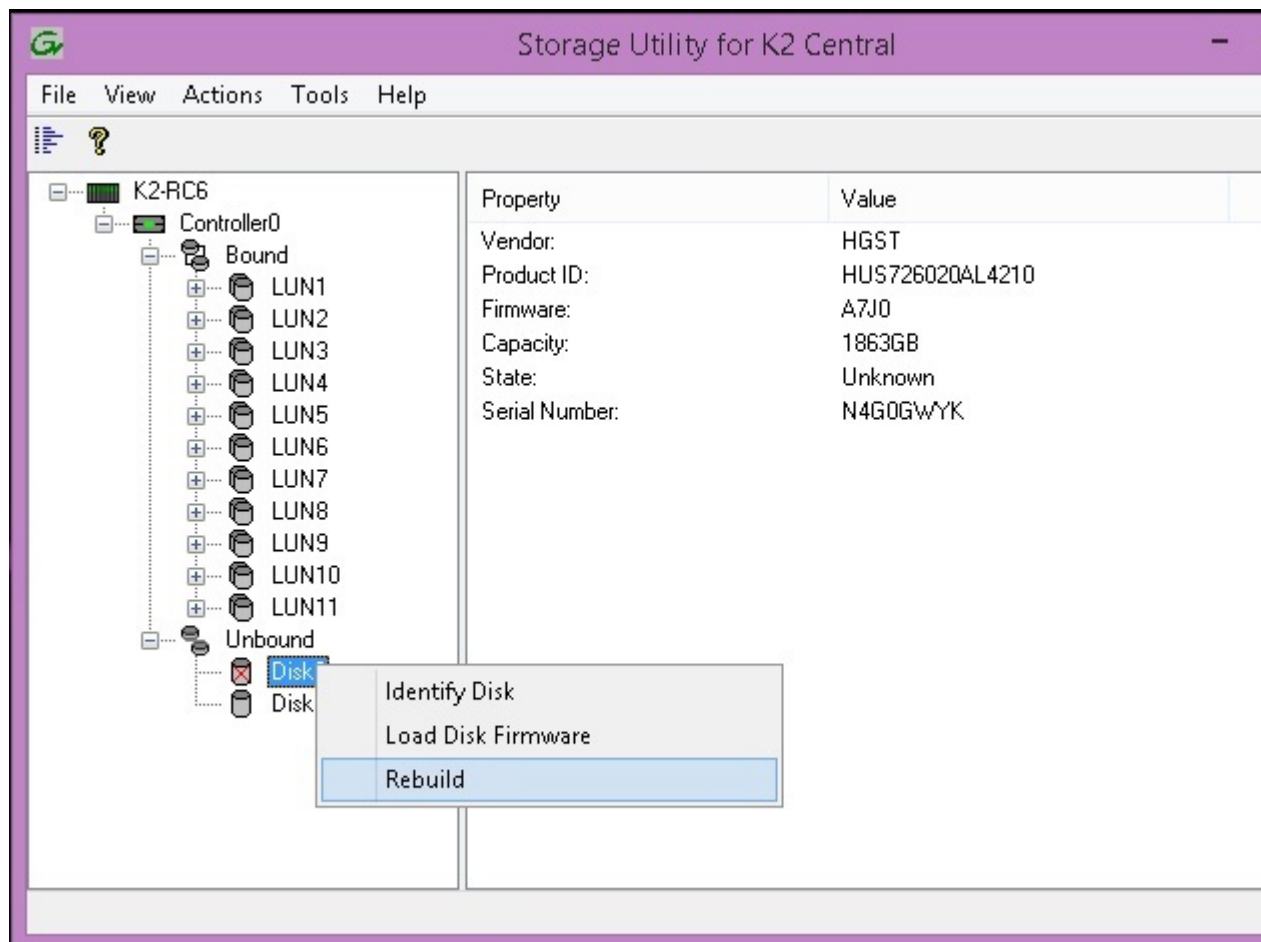 Storage Utility for K2 Central
File View Actions Tools Help
K2-RC6
Controller0
Bound
LUN1
LUN2
LUN3
LUN4
LUN5
LUN6
LUN7
LUN8
LUN9
LUN10
LUN11
Unbound
Disk
Disk
Property Value
Vendor: HGST
Product ID: HUS726020AL4210
Firmware: A7J0
Capacity: 1863GB
State: Unknown
Serial Number: N4G0GWYK
Identify Disk
Load Disk Firmware
Rebuild